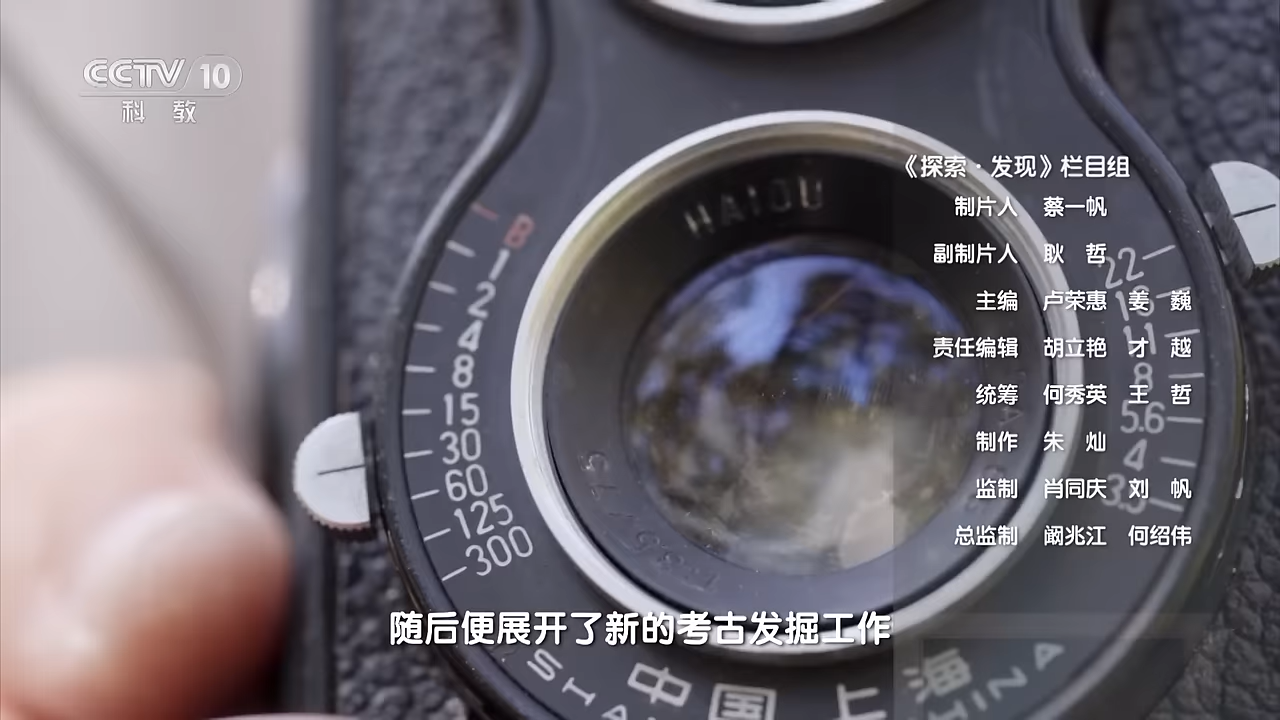 CCTV 10
科教
《探索·发现》栏目组
制片人 蔡一帆
副制片人 耿 哲
主编 卢荣惠 姜 巍
责任编辑 胡立艳 才 越
统筹 何秀英 王 哲
制作 朱 灿
监制 肖同庆 刘 帆
总监制 阚兆江 何绍伟
HAIOU
B
1
2
4
8
15
30
60
125
300
22
16
11
8
5.6
4
3.5
随后便展开了新的考古发掘工作
中国上海